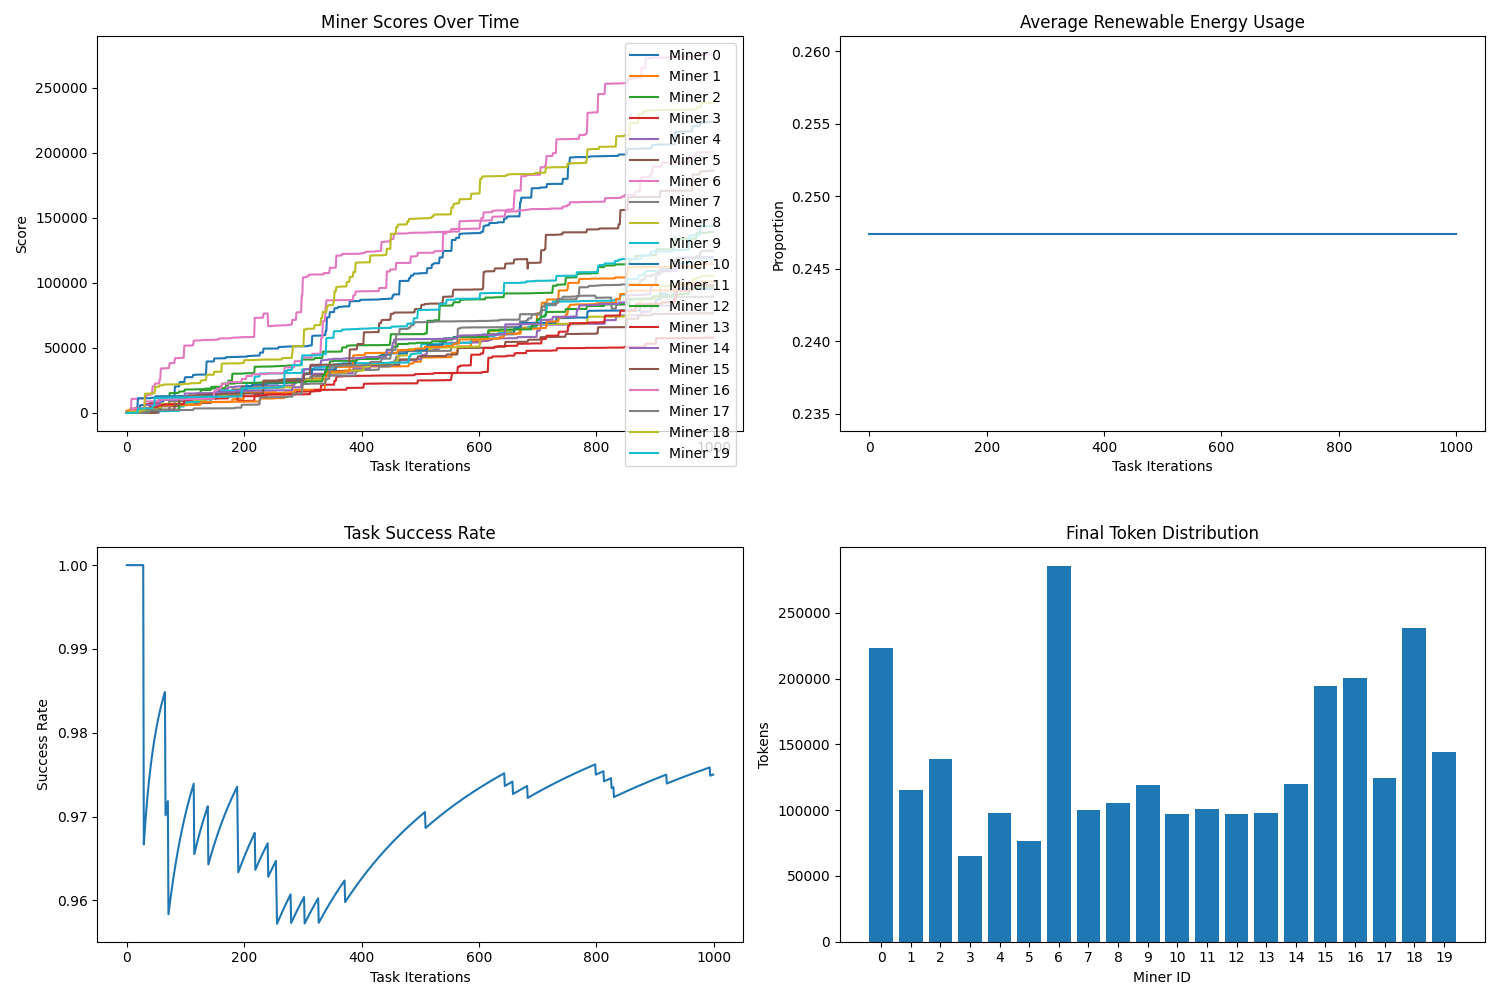 Miner Scores Over Time
Score
250000
200000
150000
100000
50000
0
0
200
400
600
800
1000
Task Iterations
Miner 0
Miner 1
Miner 2
Miner 3
Miner 4
Miner 5
Miner 6
Miner 7
Miner 8
Miner 9
Miner 10
Miner 11
Miner 12
Miner 13
Miner 14
Miner 15
Miner 16
Miner 17
Miner 18
Miner 19
Average Renewable Energy Usage
Proportion
0.260
0.255
0.250
0.245
0.240
0.235
0
200
400
600
800
1000
Task Iterations
Task Success Rate
Success Rate
1.00
0.99
0.98
0.97
0.96
0
200
400
600
800
1000
Task Iterations
Final Token Distribution
Tokens
250000
200000
150000
100000
50000
0
0 1 2 3 4 5 6 7 8 9 10 11 12 13 14 15 16 17 18 19
Miner ID